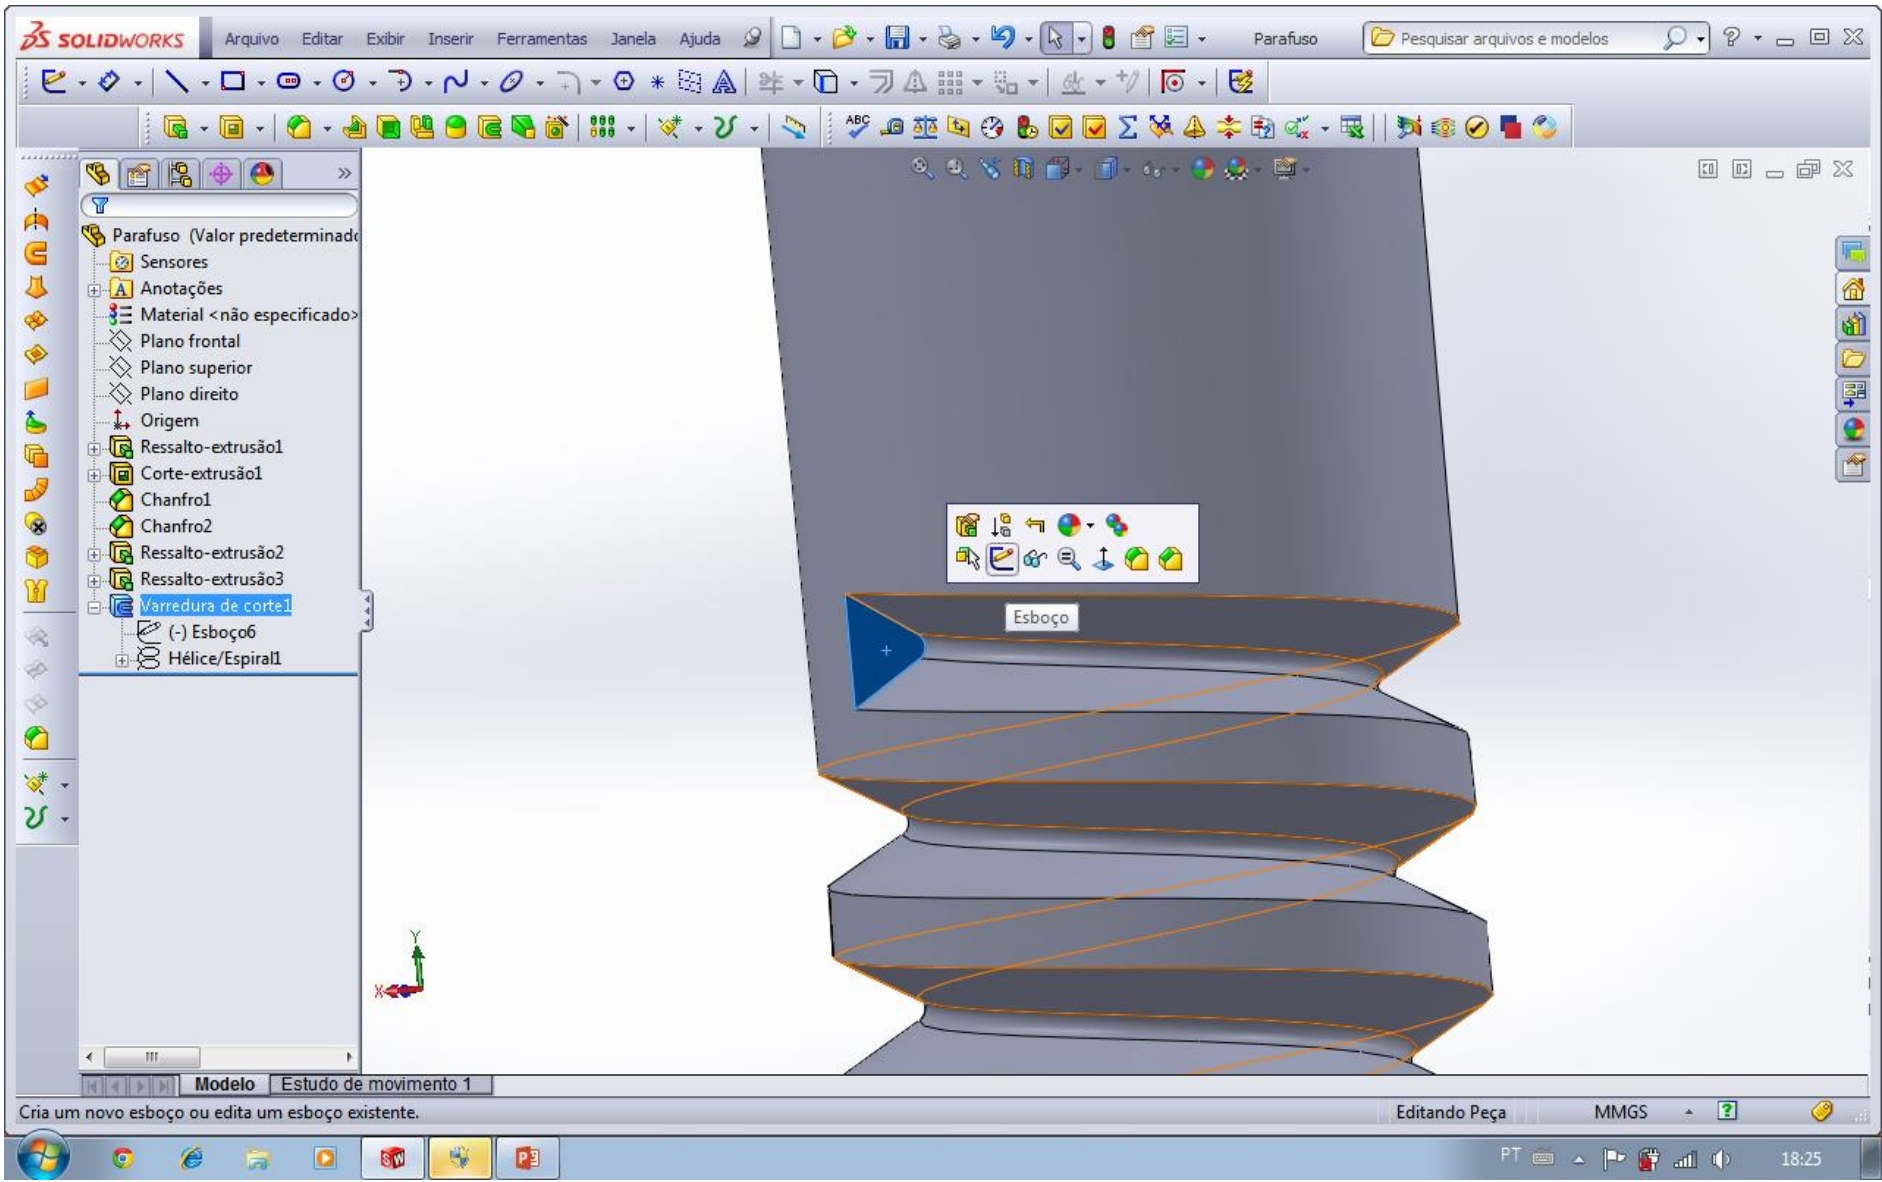 SOLIDWORKS Arquivo Editar Exibir Inserir Ferramentas Janela Ajuda Parafuso Pesquisar arquivos e modelos
ABC
Parafuso (Valor predeterminado
Sensores
Anotações
Material <não especificado>
Plano frontal
Plano superior
Plano direito
Origem
Ressalto-extrusão1
Corte-extrusão1
Chanfro1
Chanfro2
Ressalto-extrusão2
Ressalto-extrusão3
Varredura de corte1
(-) Esboço6
Hélice/Espiral1
Esboço
Y
X
Modelo Estudo de movimento 1
Cria um novo esboço ou edita um esboço existente. Editando Peça MMGS
PT 18:25